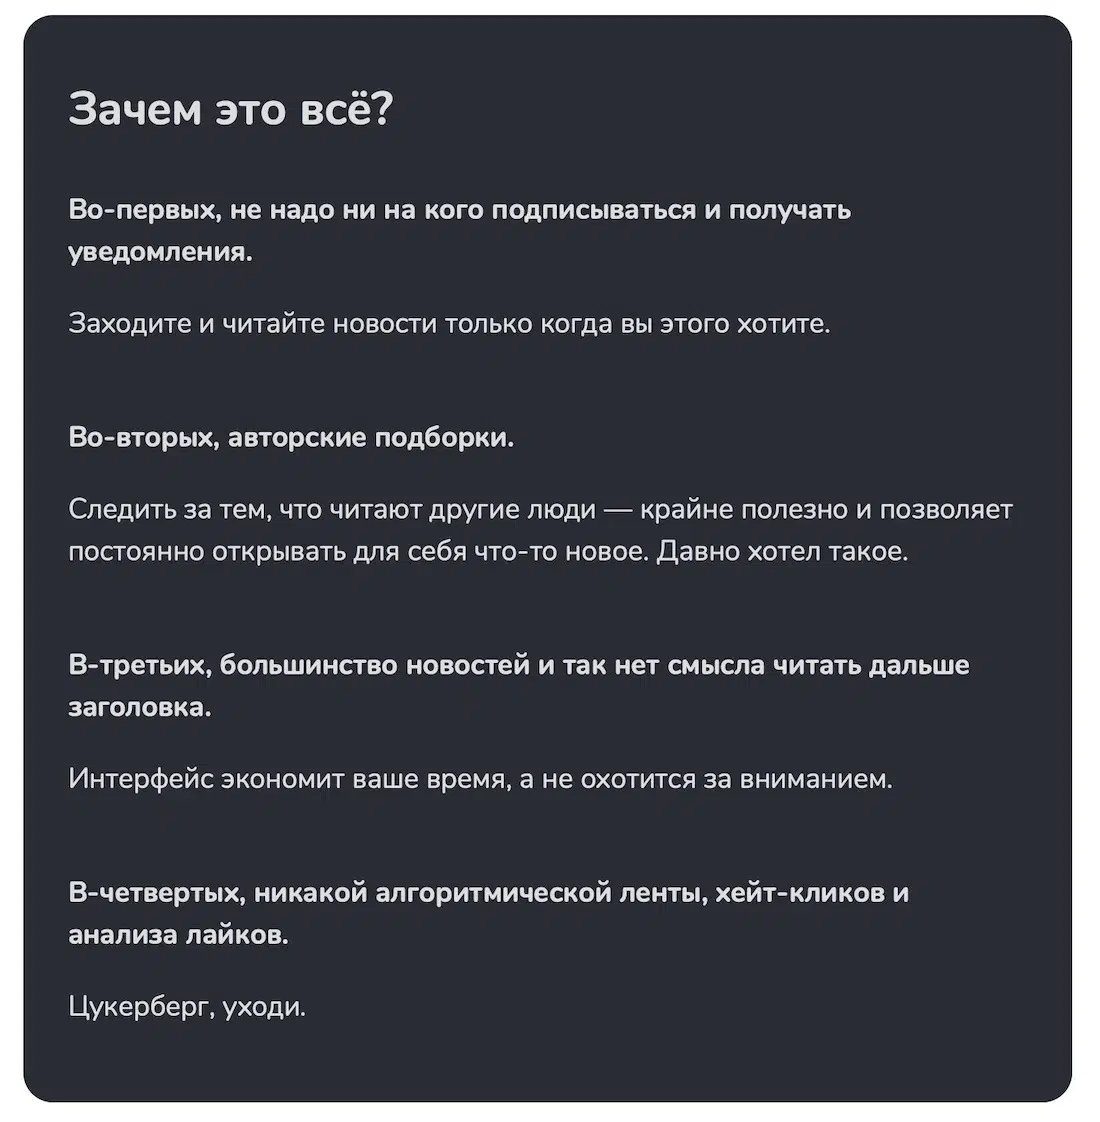 Зачем это всё?
Во-первых, не надо ни на кого подписываться и получать
уведомления.
Заходите и читайте новости только когда вы этого хотите.
Во-вторых, авторские подборки.
Следить за тем, что читают другие люди — крайне полезно и позволяет
постоянно открывать для себя что-то новое. Давно хотел такое.
В-третьих, большинство новостей и так нет смысла читать дальше
заголовка.
Интерфейс экономит ваше время, а не охотится за вниманием.
В-четвертых, никакой алгоритмической ленты, хейт-кликов и
анализа лайков.
Цукерберг, уходи.